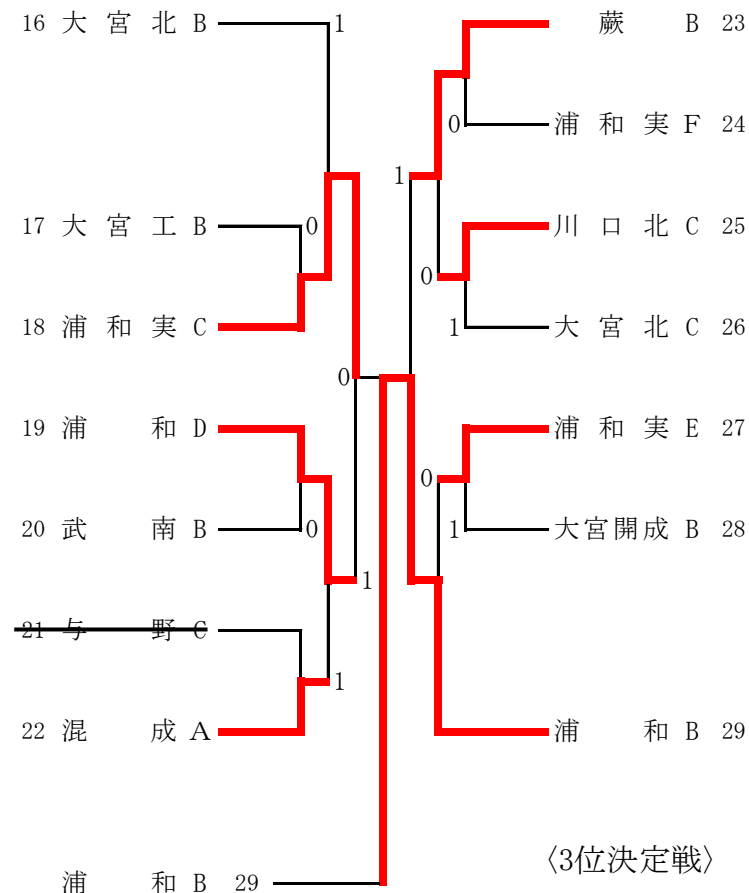 16 大宮北 B 1 蕨 B 23
0 浦和実 F 24
1
17 大宮工 B 0 川口北 C 25
0
18 浦和実 C 1 大宮北 C 26
0
19 浦和 D 浦和実 E 27
0
20 武南 B 0 1 大宮開成 B 28
1
21 与野 C
1
22 混成 A 浦和 B 29
〈3位決定戦〉
浦和 B 29